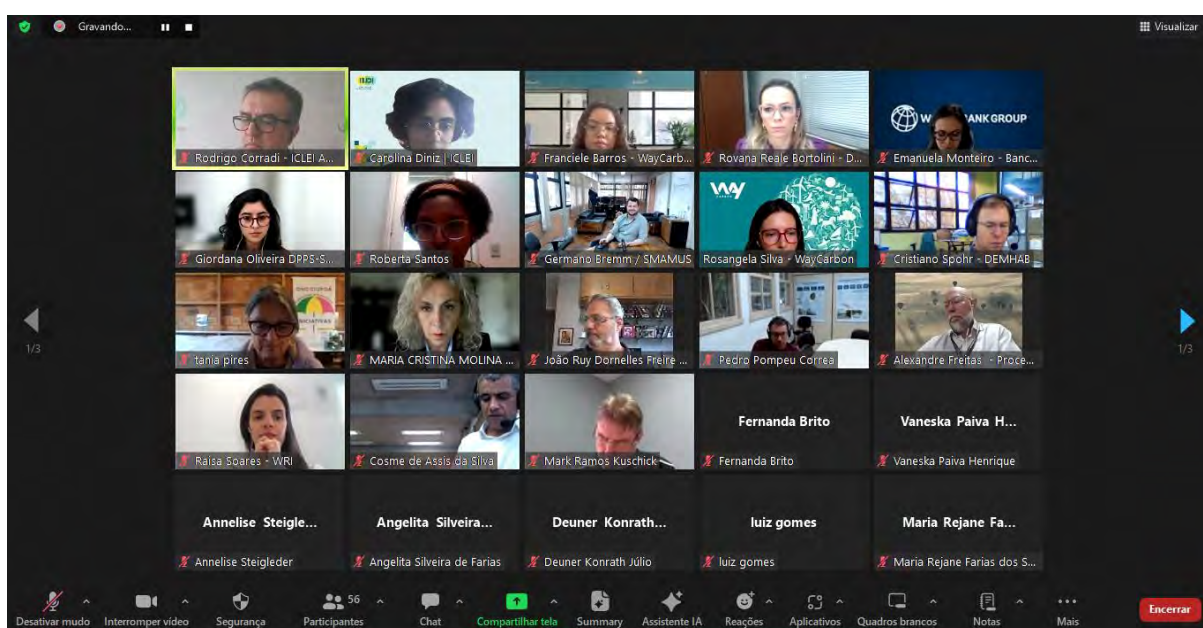 Gravando...
Visualizar
Rodrigo Corradi - ICLEI A...
Carolina Diniz | ICLEI
Franciele Barros - WayCarb...
Rovana Reale Bortolini - D...
BANK GROUP
Emanuela Monteiro - Banc...
Giordana Oliveira DPPS-S...
Roberta Santos
Germano Bremm / SMAMUS
WAY
Rosangela Silva - WayCarbon
Cristiano Spohr - DEMHAB
tania pires
MARIA CRISTINA MOLINA ...
João Ruy Dornelles Freire ...
Pedro Pompeu Correa
Alexandre Freitas - Proce...
1/3
1/3
Raisa Soares - WRI
Cosme de Assis da Silva
Mark Ramos Kuschick
Fernanda Brito
Fernanda Brito
Vaneska Paiva H...
Vaneska Paiva Henrique
Annelise Steigle...
Annelise Steigleder
Angelita Silveira...
Angelita Silveira de Farias
Deuner Konrath...
Deuner Konrath Júlio
luiz gomes
luiz gomes
Maria Rejane Fa...
Maria Rejane Farias dos S...
Desativar mudo
Interromper vídeo
Segurança
56
Participantes
Chat
Compartilhar tela
Summary
Assistente IA
Reações
Aplicativos
Quadros brancos
Notas
Mais
Encerrar